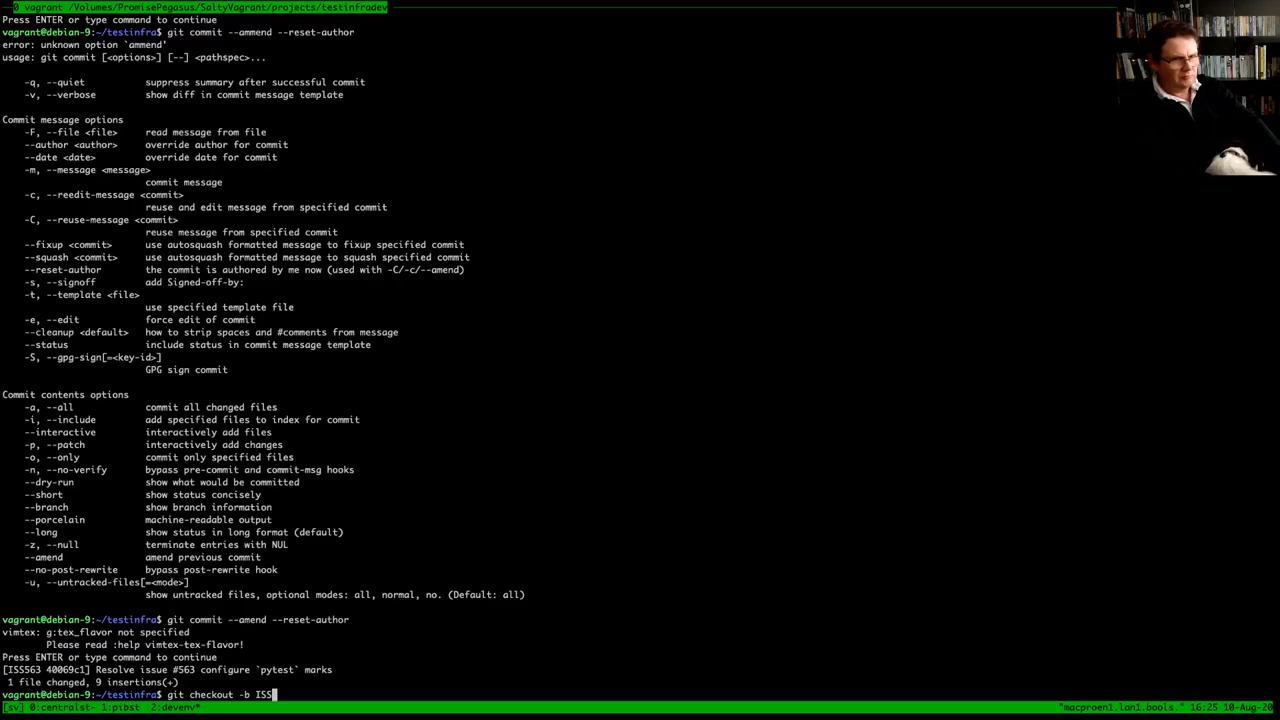 0 vagrant /Volumes/PromisePegasus/SaltyVagrant/projects/testinfradev
Press ENTER or type command to continue
vagrant@debian-9:~/testinfra$ git commit --ammend --reset-author
error: unknown option `ammend'
usage: git commit [<options>] [--] <pathspec>...
-q, --quiet suppress summary after successful commit
-v, --verbose show diff in commit message template
Commit message options
-F, --file <file> read message from file
--author <author> override author for commit
--date <date> override date for commit
-m, --message <message>
commit message
-c, --reedit-message <commit>
reuse and edit message from specified commit
-C, --reuse-message <commit>
reuse message from specified commit
--fixup <commit> use autosquash formatted message to fixup specified commit
--squash <commit> use autosquash formatted message to squash specified commit
--reset-author the commit is authored by me now (used with -C/-c/--amend)
-s, --signoff add Signed-off-by:
-t, --template <file>
use specified template file
-e, --edit force edit of commit
--cleanup <default> how to strip spaces and #comments from message
--status include status in commit message template
-S, --gpg-sign[=<key-id>]
GPG sign commit
Commit contents options
-a, --all commit all changed files
-i, --include add specified files to index for commit
--interactive interactively add files
-p, --patch interactively add changes
-o, --only commit only specified files
-n, --no-verify bypass pre-commit and commit-msg hooks
--dry-run show what would be committed
--short show status concisely
--branch show branch information
--porcelain machine-readable output
--long show status in long format (default)
-z, --null terminate entries with NUL
--amend amend previous commit
--no-post-rewrite bypass post-rewrite hook
-u, --untracked-files[=<mode>]
show untracked files, optional modes: all, normal, no. (Default: all)
vagrant@debian-9:~/testinfra$ git commit --amend --reset-author
vimtex: g:tex_flavor not specified
Please read :help vimtex-tex-flavor!
Press ENTER or type command to continue
[ISS563 40069c1] Resolve issue #563 configure `pytest` marks
1 file changed, 9 insertions(+)
vagrant@debian-9:~/testinfra$ git checkout -b ISS
[sv] 0:centralst- 1:pibst 2:devenv* "macproen1.lan1.bools." 16:25 10-Aug-20